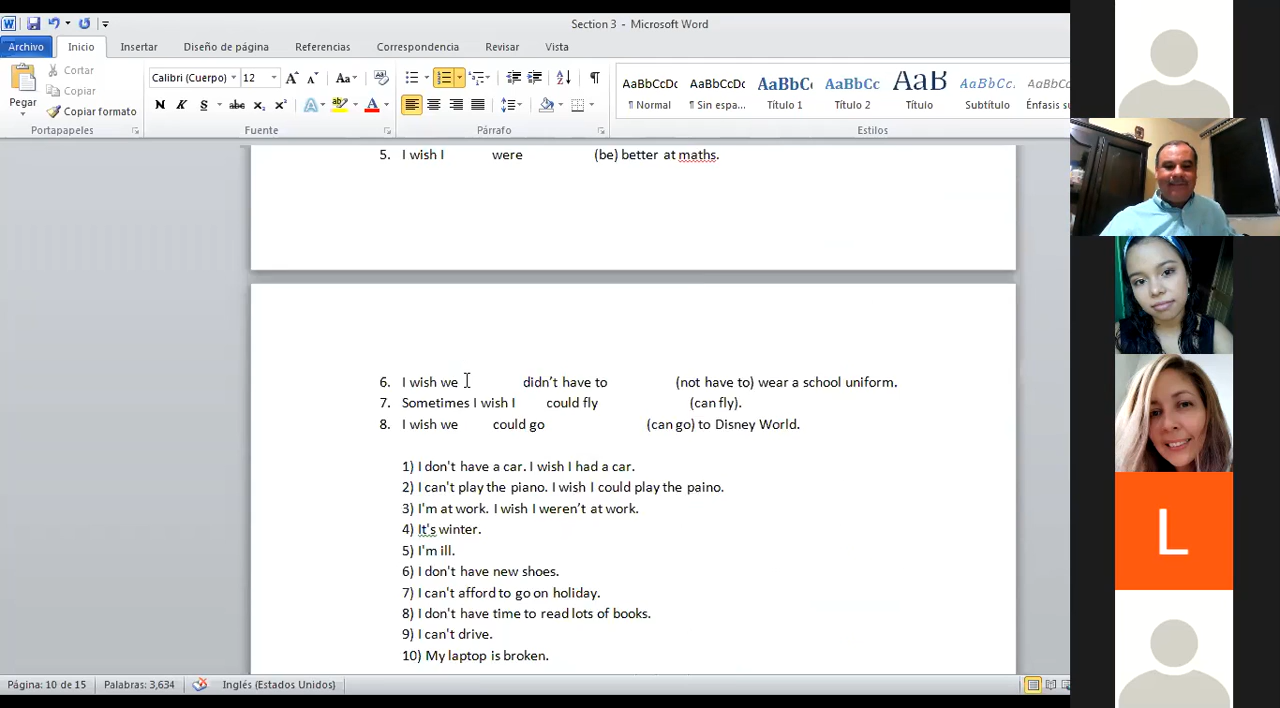 Section 3 - Microsoft Word
Archivo Inicio Insertar Diseño de página Referencias Correspondencia Revisar Vista
Pegar
Cortar
Copiar
Copiar formato
Calibri (Cuerpo) 12
AaBbCcDc AaBbCcDc AaBbC AaBbCc AaB AaBbCc. AaBbCcDc
¶ Normal ¶ Sin espa... Título 1 Título 2 Título Subtítulo Énfasis su
Portapapeles Fuente Párrafo Estilos
5. I wish I were (be) better at maths.
6. I wish we didn't have to (not have to) wear a school uniform.
7. Sometimes I wish I could fly (can fly).
8. I wish we could go (can go) to Disney World.
1) I don't have a car. I wish I had a car.
2) I can't play the piano. I wish I could play the paino.
3) I'm at work. I wish I weren't at work.
4) It's winter.
5) I'm ill.
6) I don't have new shoes.
7) I can't afford to go on holiday.
8) I don't have time to read lots of books.
9) I can't drive.
10) My laptop is broken.
L
Página: 10 de 15 Palabras: 3,634 Inglés (Estados Unidos)